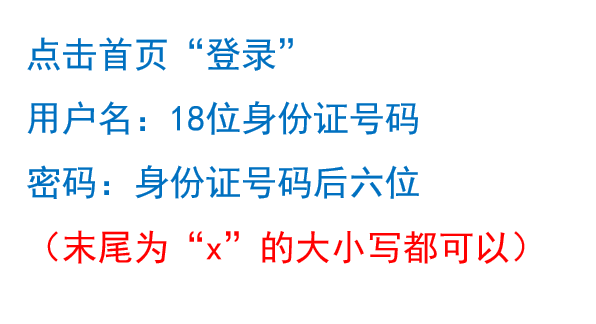 点击首页“登录”
用户名：18位身份证号码
密码：身份证号码后六位
（末尾为“x”的大小写都可以）